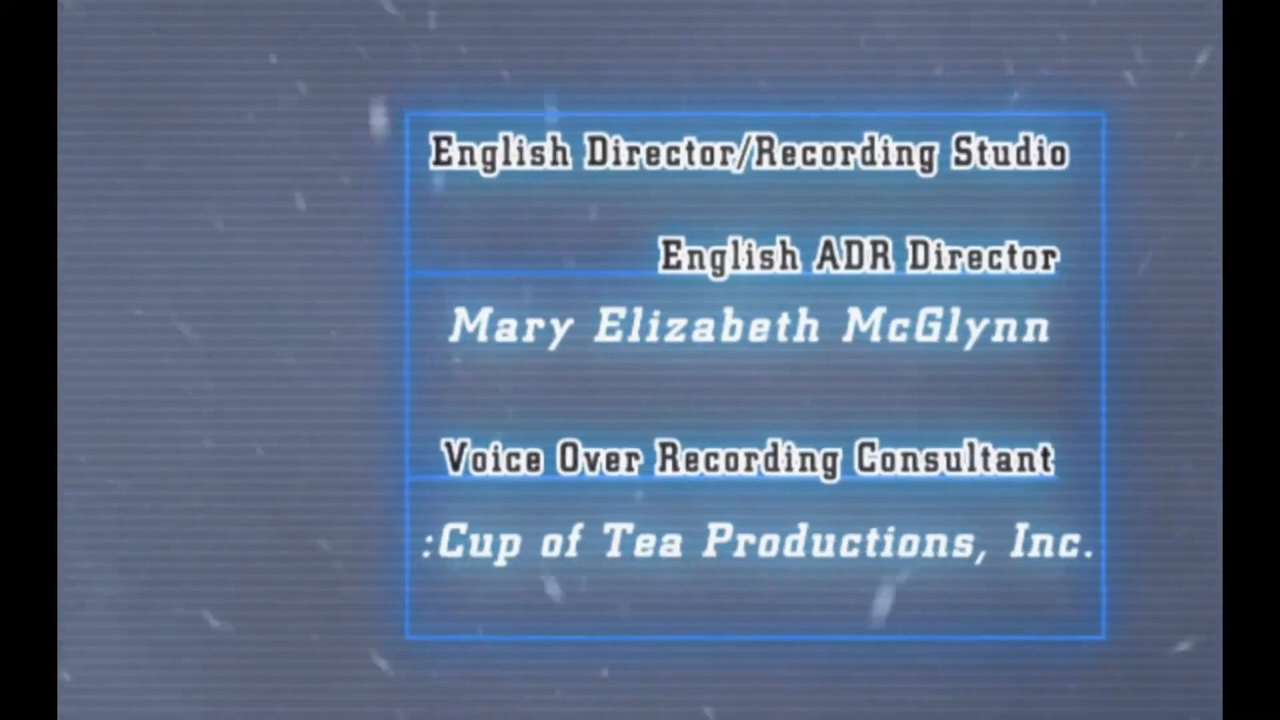 English Director/Recording Studio
English ADR Director
Mary Elizabeth McGlynn
Voice Over Recording Consultant
:Cup of Tea Productions, Inc.